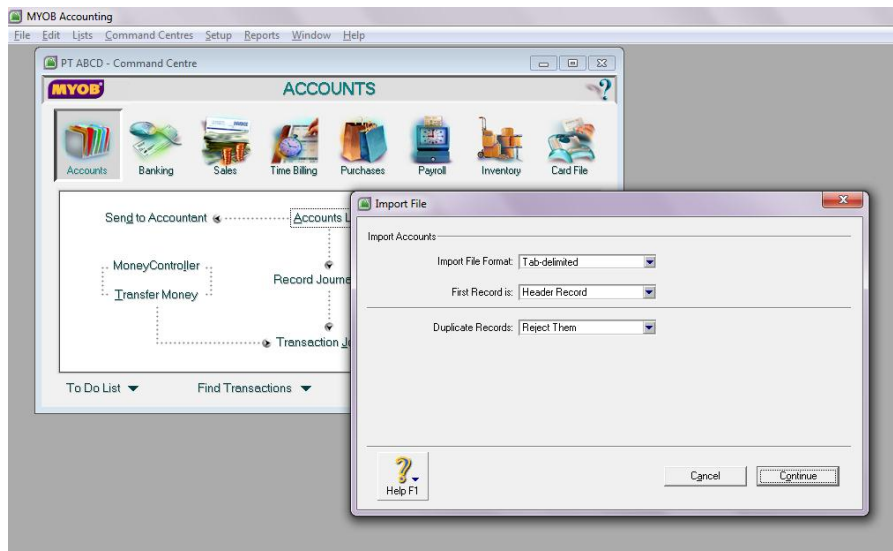 MYOB Accounting
File Edit Lists Command Centres Setup Reports Window Help
PT ABCD - Command Centre
MYOB ACCOUNTS
Accounts Banking Sales Time Billing Purchases Payroll Inventory Card File
Send to Accountant Accounts L
MoneyController
Record Journe
Transfer Money
Transaction Jo
To Do List Find Transactions
Import File
Import Accounts
Import File Format: Tab-delimited
First Record is: Header Record
Duplicate Records: Reject Them
Help F1
Cancel Continue